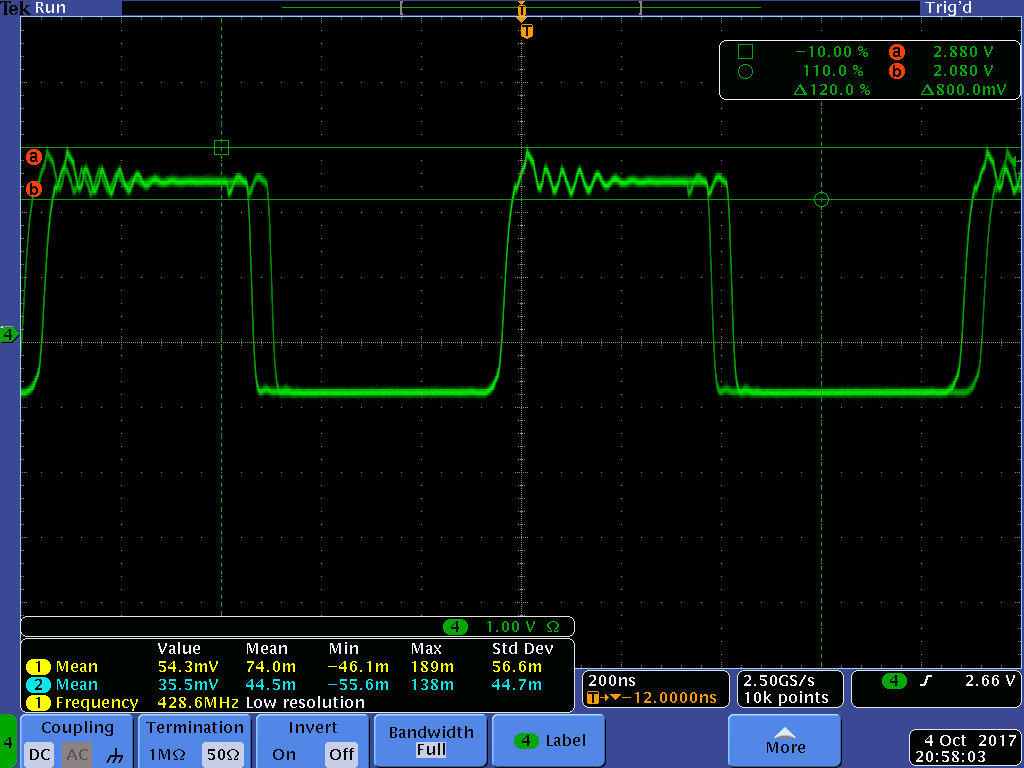 Tek Run Trig'd
T
T
−10.00 % a 2.880 V
110.0 % b 2.080 V
Δ120.0 % Δ800.0mV
a
b
4
4 1.00 V Ω
Value Mean Min Max Std Dev
1 Mean 54.3mV 74.0m −46.1m 189m 56.6m
2 Mean 35.5mV 44.5m −55.6m 138m 44.7m
1 Frequency 428.6MHz Low resolution
200ns
T→▼−12.0000ns
2.50GS/s
10k points
4 2.66 V
4
Coupling
DC AC
Termination
1MΩ 50Ω
Invert
On Off
Bandwidth
Full
4 Label
More
4 Oct 2017
20:58:03